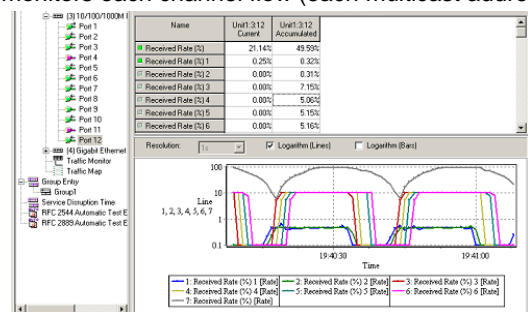 monitors each channel flow (each multicast addre
(3) 10/100/1000M I
Port 1
Port 2
Port 3
Port 4
Port 5
Port 6
Port 7
Port 8
Port 9
Port 10
Port 11
Port 12
(4) Gigabit Ethernet
Traffic Monitor
Traffic Map
Group Entry
Group1
Service Disruption Time
RFC 2544 Automatic Test E
RFC 2889 Automatic Test E
Name Unit1:3:12 Current Unit1:3:12 Accumulated
Received Rate (%) 21.14% 49.59%
Received Rate (%) 1 0.25% 0.32%
Received Rate (%) 2 0.00% 0.31%
Received Rate (%) 3 0.00% 7.15%
Received Rate (%) 4 0.00% 5.06%
Received Rate (%) 5 0.00% 5.15%
Received Rate (%) 6 0.00% 5.16%
Resolution: 1s Logarithm (Lines) Logarithm (Bars)
100
10
1
0.1
Line
1, 2, 3, 4, 5, 6, 7
19:40:30 19:41:00
Time
1: Received Rate (%) 1 [Rate] 2: Received Rate (%) 2 [Rate] 3: Received Rate (%) 3 [Rate]
4: Received Rate (%) 4 [Rate] 5: Received Rate (%) 5 [Rate] 6: Received Rate (%) 6 [Rate]
7: Received Rate (%) [Rate]